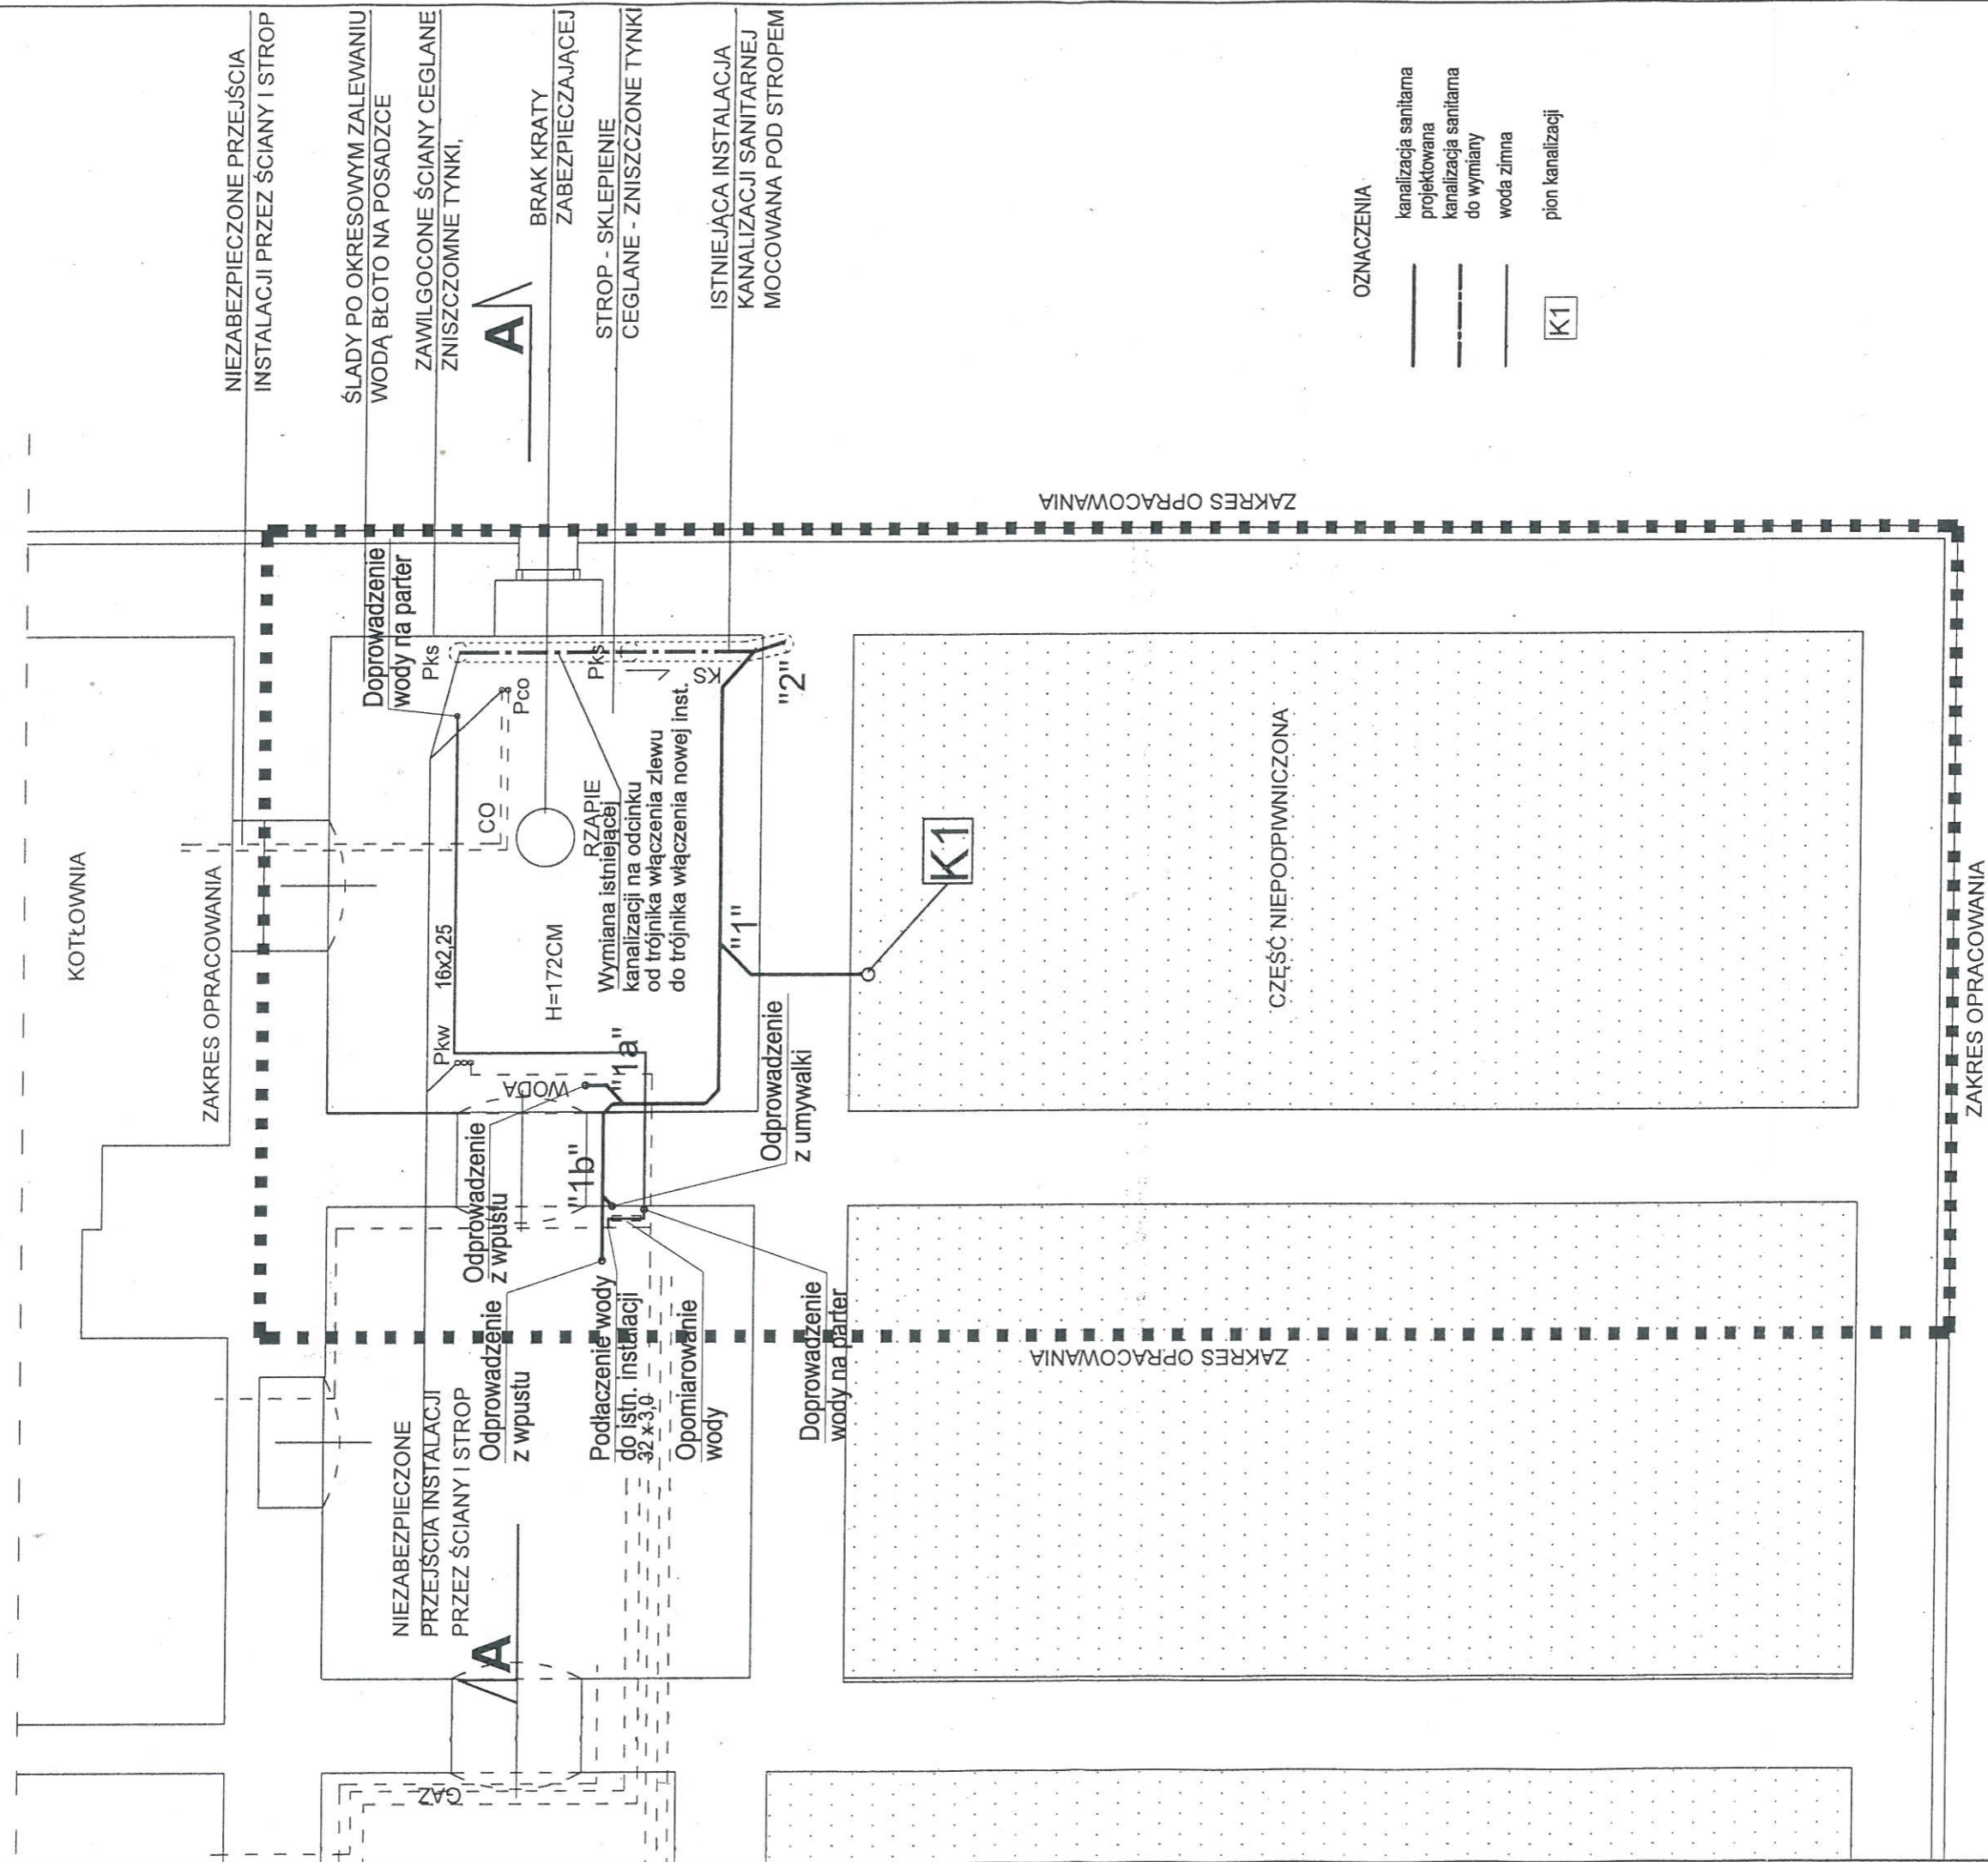 NIEZABEPIECZONE PRZEJŚCIA
INSTALACJI PRZEZ ŚCIANY I STROP
ŚLADY PO OKRESOWYM ZALEWANIU
WODĄ BŁOTO NA POSADZCE
ZAWILGOCONE ŚCIANY CEGLANE
ZNISZCZOMNE TYNKI,
BRAK KRATY
ZABEZPIECZAJĄCEJ
A
STROP - SKLEPIENIE
CEGLANE - ZNISZCZONE TYNKI
ISTNIEJĄCA INSTALACJA
KANALIZACJI SANITARNEJ
MOCOWANA POD STROPEM
OZNACZENIA
kanalizacja sanitarna
projektowana
kanalizacja sanitarna
do wymiany
woda zimna
pion kanalizacji
K1
ZAKRES OPRACOWANIA
Doprowadzenie
wody na parter
Pks
Pco
Pks
KS
"2"
CO
RZĄPIE
Wymiana istniejącej
kanalizacji na odcinku
od trójnika włączenia zlewu
do trójnika włączenia nowej inst.
KOTŁOWNIA
ZAKRES OPRACOWANIA
16x2,25
H=172CM
Pkw
WODA
"1"
"1a"
K1
CZĘŚĆ NIEPODPIWNICZONA
ZAKRES OPRACOWANIA
Odprowadzenie
z umywalki
"1b"
Odprowadzenie
z wpustu
Odprowadzenie
z wpustu
Podłaczenie wody
do istn. instalacji
32 x 3,0
Opomiarowanie
wody
Doprowadzenie
wody na parter
ZAKRES OPRACOWANIA
NIEZABEZPIECZONE
PRZEJŚCIA INSTALACJI
PRZEZ ŚCIANY I STROP
A
GAZ